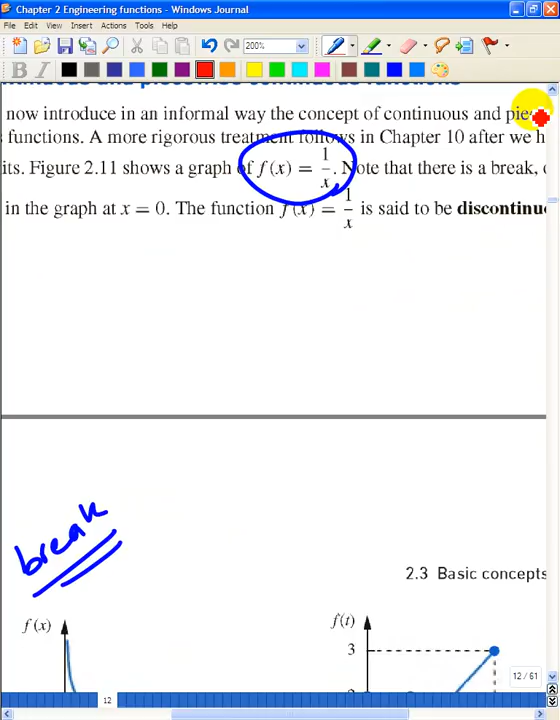 Chapter 2 Engineering functions - Windows Journal
File Edit View Insert Actions Tools Help
200%
B I
now introduce in an informal way the concept of continuous and
functions. A more rigorous treatment follows in Chapter 10 after we h
its. Figure 2.11 shows a graph of f(x) = 1/x. Note that there is a break,
in the graph at x = 0. The function f(x) = 1/x is said to be discontinu
break
2.3 Basic concepts
f(x)
f(t)
3
12 / 61
12